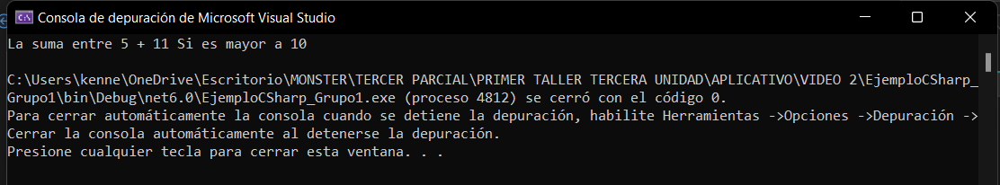 Consola de depuración de Microsoft Visual Studio
La suma entre 5 + 11 Si es mayor a 10
C:\Users\kenne\OneDrive\Escritorio\MONSTER\TERCER PARCIAL\PRIMER TALLER TERCERA UNIDAD\APLICATIVO\VIDEO 2\EjemploCSharp_
Grupo1\bin\Debug\net6.0\EjemploCSharp_Grupo1.exe (proceso 4812) se cerró con el código 0.
Para cerrar automáticamente la consola cuando se detiene la depuración, habilite Herramientas ->Opciones ->Depuración ->
Cerrar la consola automáticamente al detenerse la depuración.
Presione cualquier tecla para cerrar esta ventana. . .